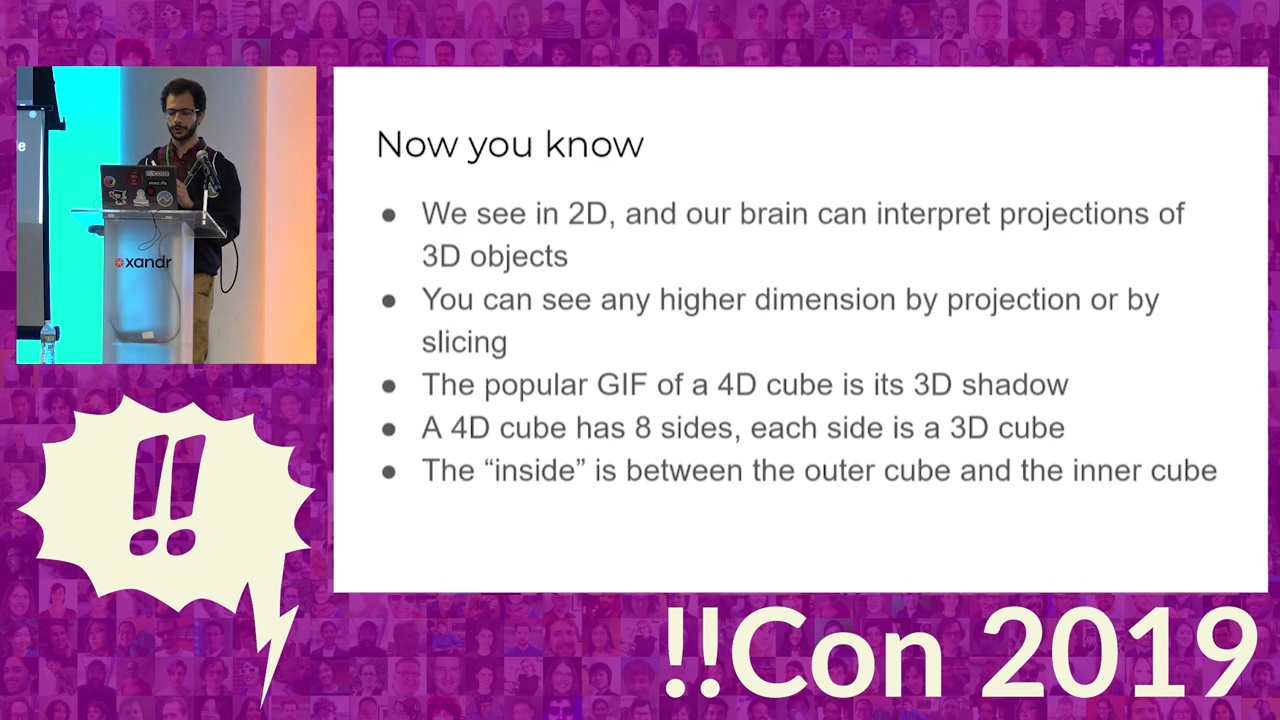 Now you know
● We see in 2D, and our brain can interpret projections of
3D objects
● You can see any higher dimension by projection or by
slicing
● The popular GIF of a 4D cube is its 3D shadow
● A 4D cube has 8 sides, each side is a 3D cube
● The “inside” is between the outer cube and the inner cube
e
xandr
!!
!!Con 2019